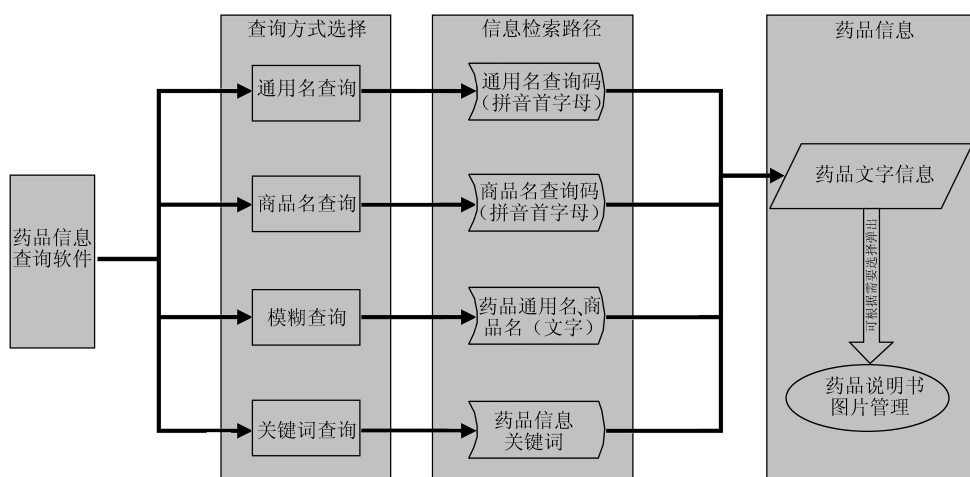 查询方式选择
信息检索路径
药品信息
通用名查询
通用名查询码
（拼音首字母）
商品名查询
商品名查询码
（拼音首字母）
药品文字信息
药品信息
查询软件
模糊查询
药品通用名、商
品名（文字）
可根据需要选择弹出
关键词查询
药品信息
关键词
药品说明书
图片管理